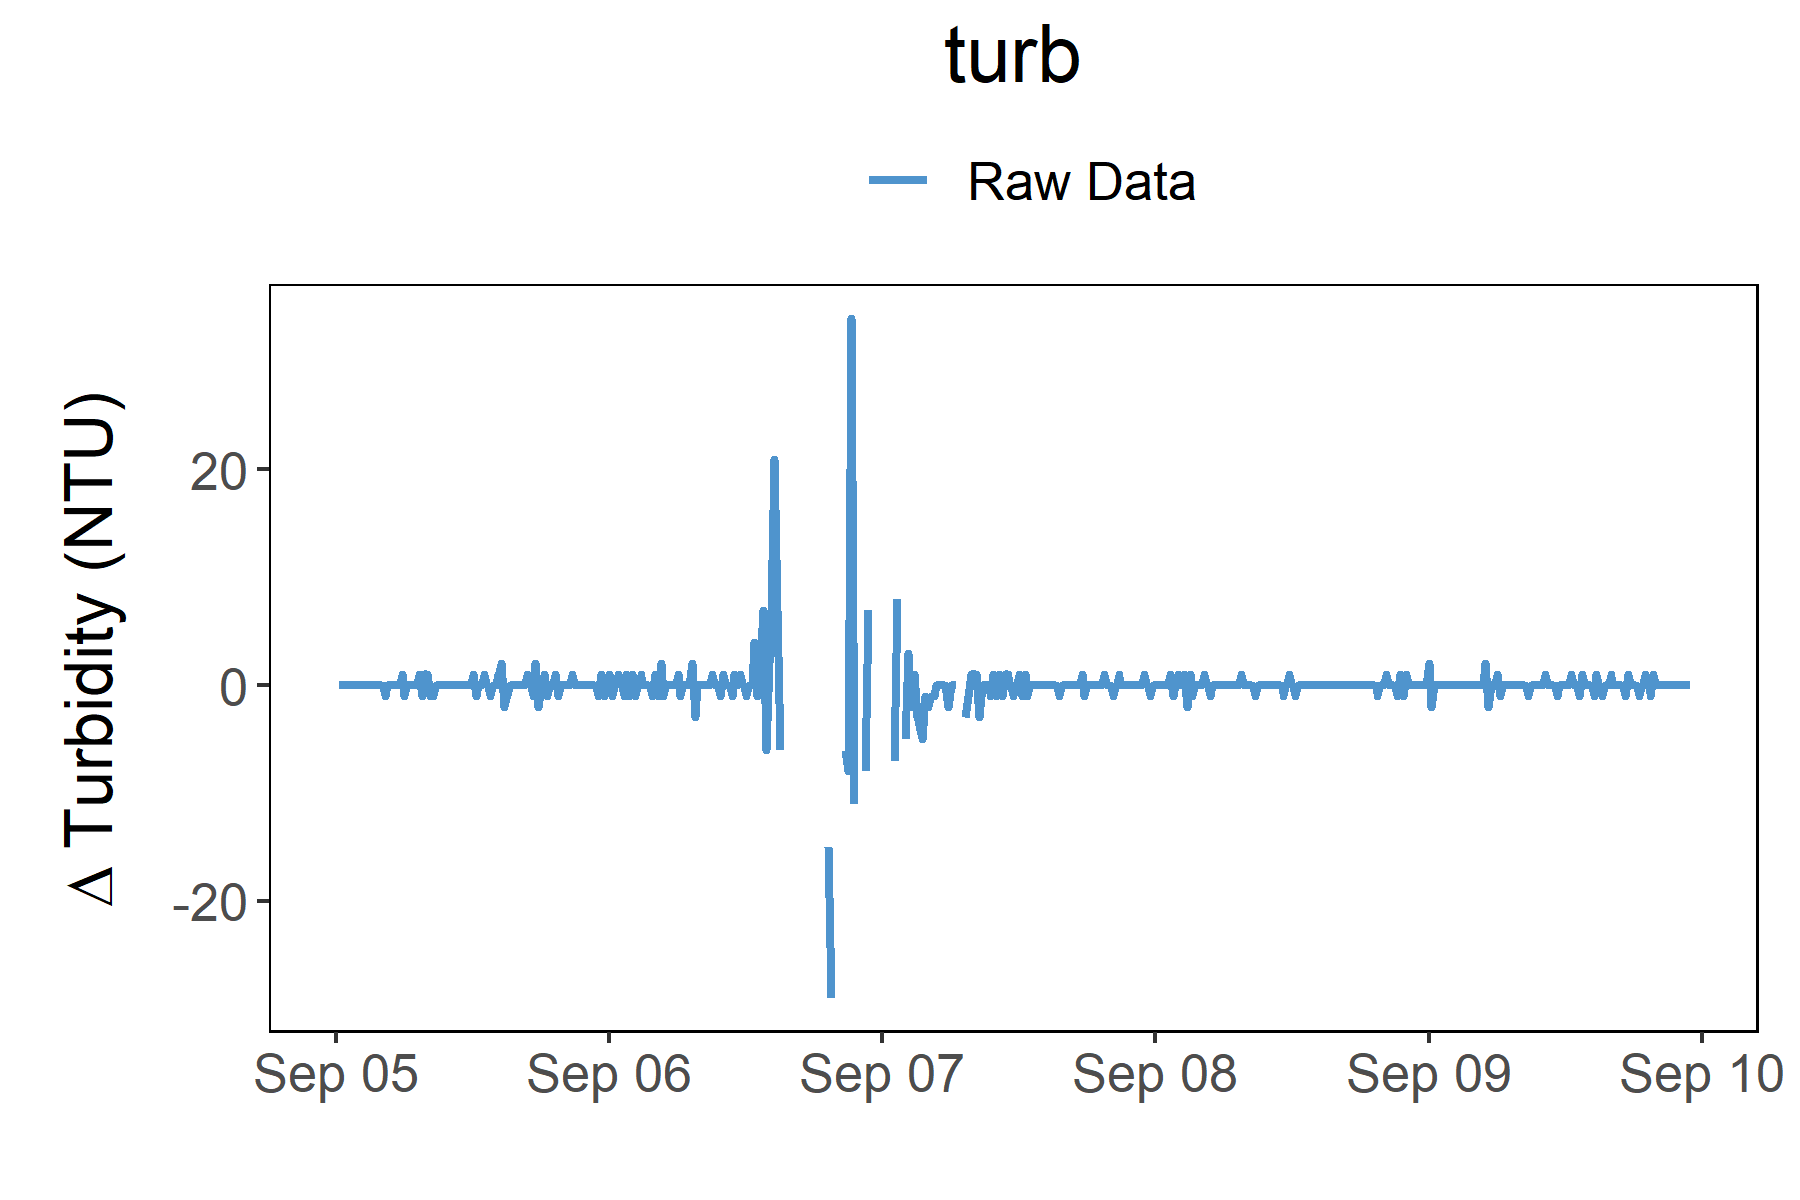 turb
Raw Data
Δ Turbidity (NTU)
20
0
-20
Sep 05 Sep 06 Sep 07 Sep 08 Sep 09 Sep 10